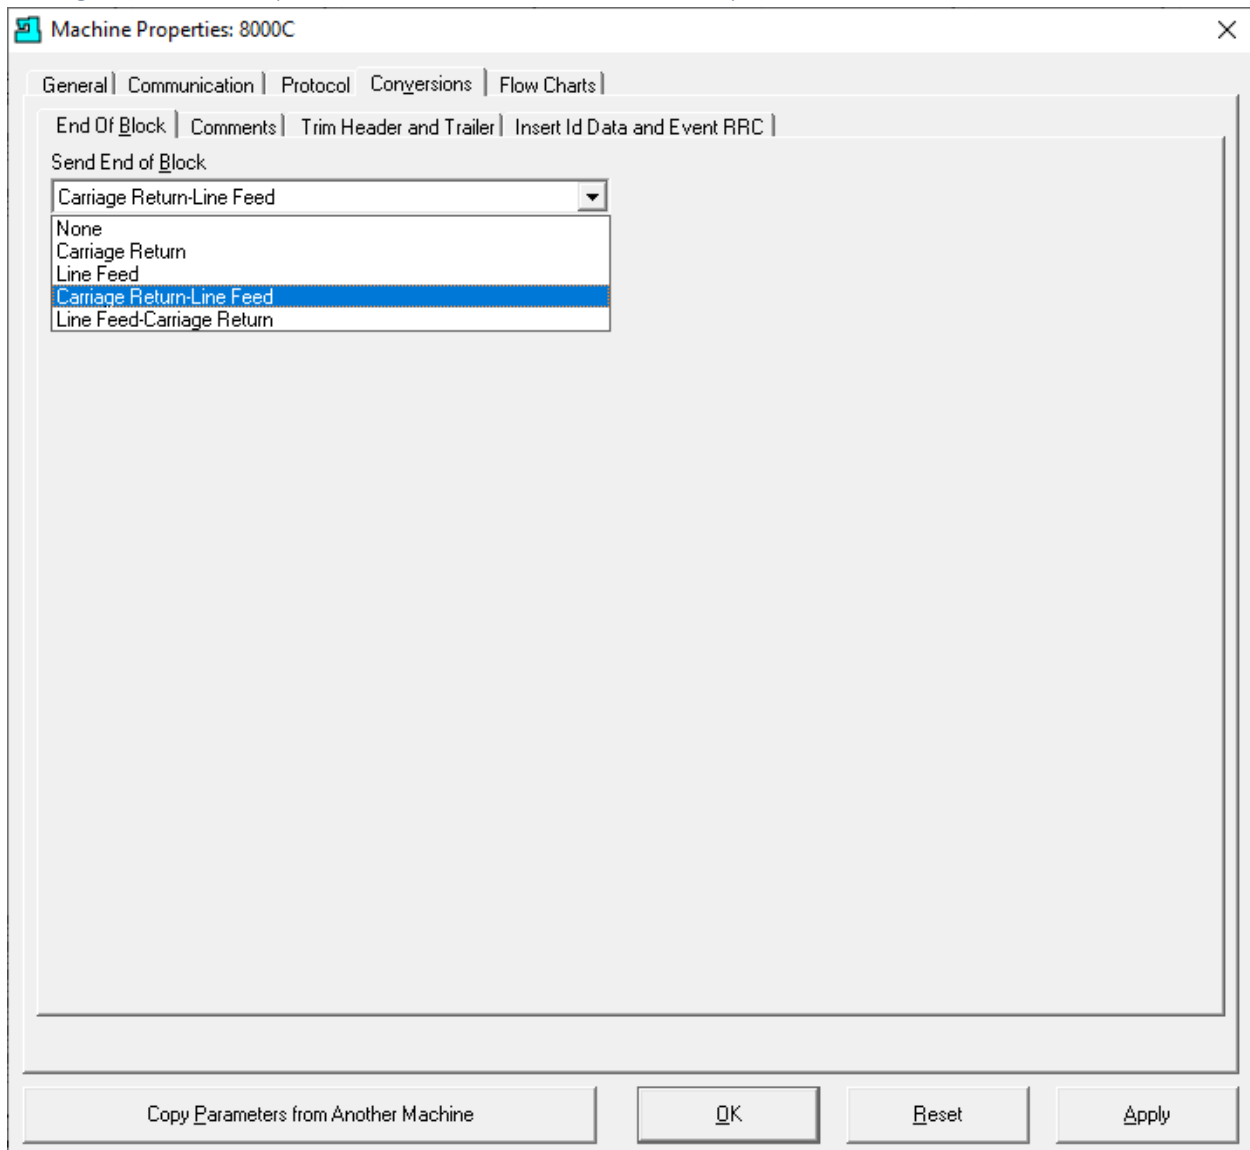 Machine Properties: 8000C
General Communication Protocol Conversions Flow Charts
End Of Block Comments Trim Header and Trailer Insert Id Data and Event RRC
Send End of Block
Carriage Return-Line Feed
None
Carriage Return
Line Feed
Carriage Return-Line Feed
Line Feed-Carriage Return
Copy Parameters from Another Machine OK Reset Apply